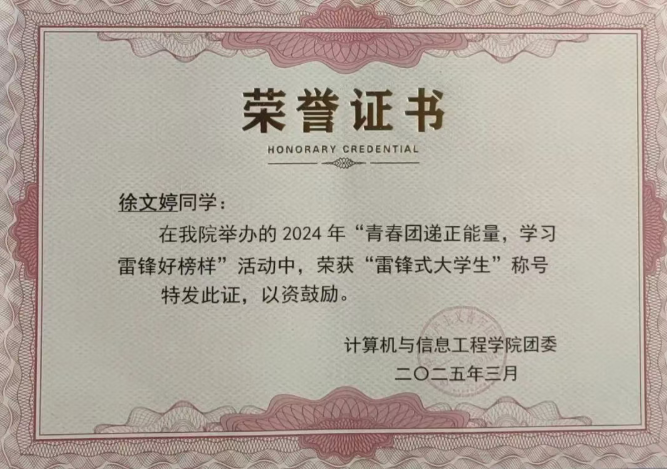 荣誉证书
HONORARY CREDENTIAL
徐文婷同学：
在我院举办的 2024 年“青春团递正能量，学习
雷锋好榜样”活动中，荣获“雷锋式大学生”称号
特发此证，以资鼓励。
计算机与信息工程学院团委
二〇二五年三月